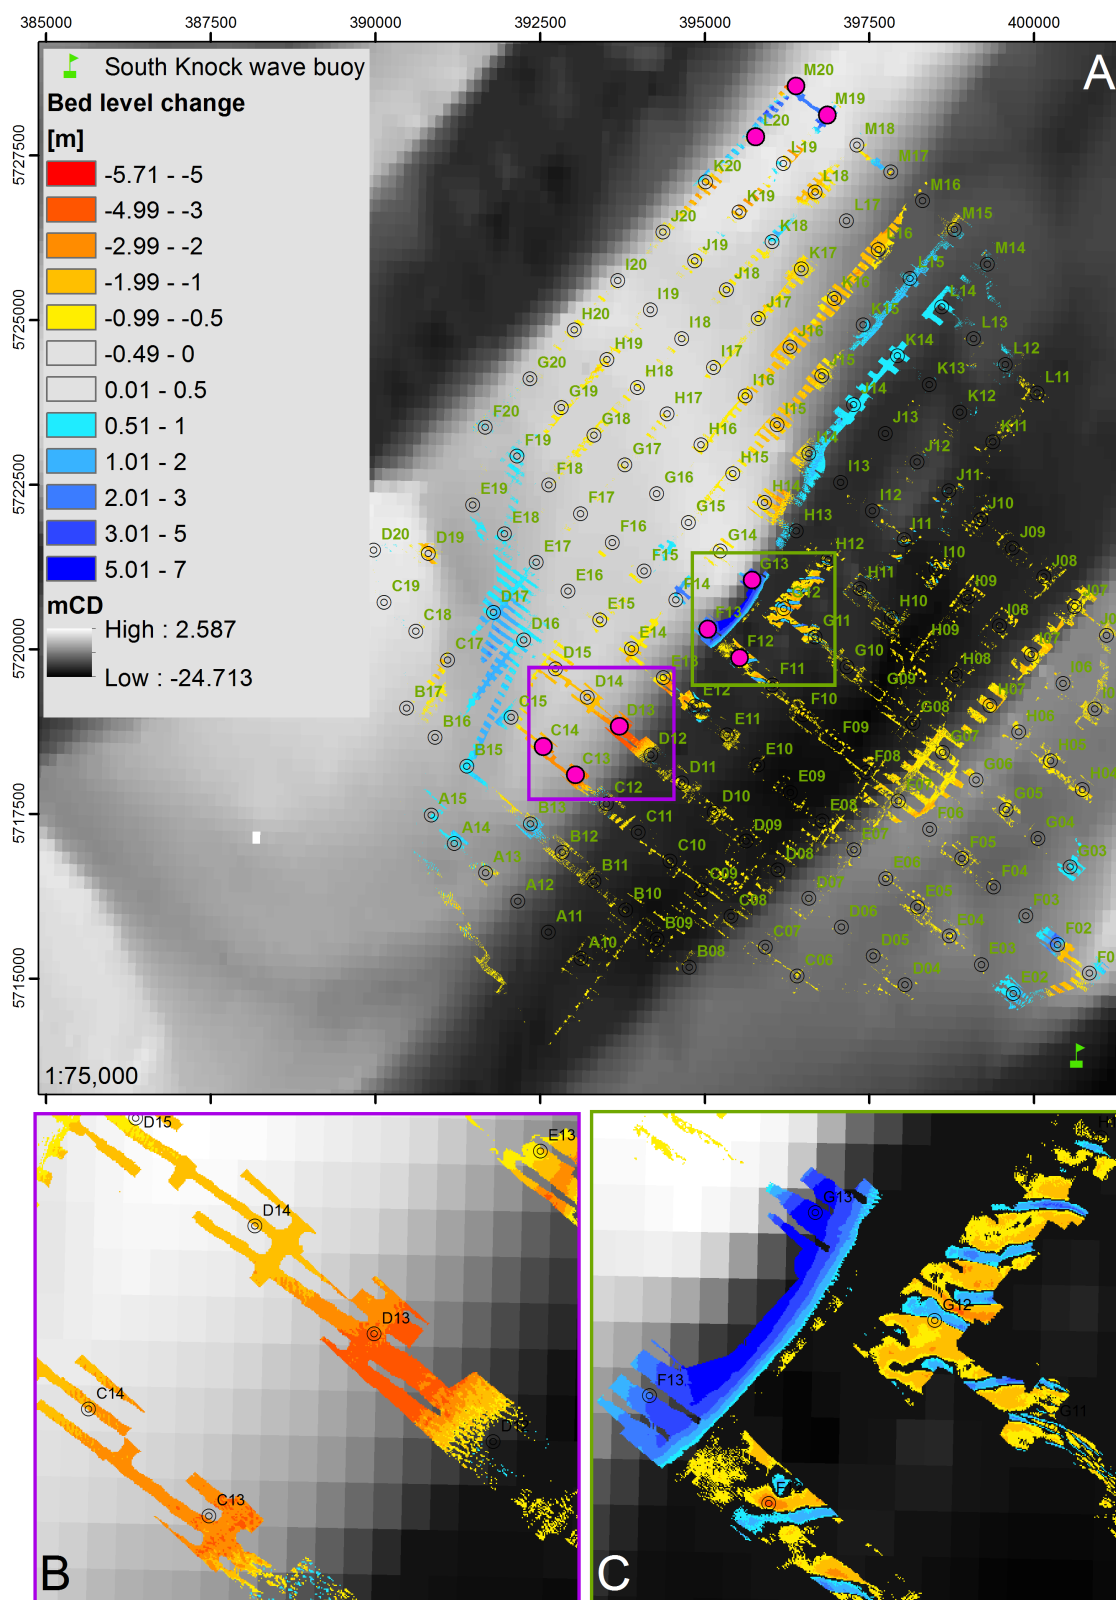 385000 387500 390000 392500 395000 397500 400000
5727500
5725000
5722500
5720000
5717500
5715000
A
South Knock wave buoy
Bed level change
[m]
-5.71 - -5
-4.99 - -3
-2.99 - -2
-1.99 - -1
-0.99 - -0.5
-0.49 - 0
0.01 - 0.5
0.51 - 1
1.01 - 2
2.01 - 3
3.01 - 5
5.01 - 7
mCD
High : 2.587
Low : -24.713
M20
M19
L20 M18
L19 M17
K20 L18 M16
K19 L17 M15
J20 K18 L16 M14
J19 K17 L15
I20 J18 K16 L14
I19 J17 K15 L13
H20 I18 J16 K14 L12
H19 I17 J15 K13 L11
G20 H18 I16 J14 K12
G19 H17 I15 J13 K11
F20 G18 H16 I14 J12
F19 G17 H15 I13 J11
F18 G16 H14 I12 J10
E19 F17 G15 H13 J11 J09
E18 F16 G14 H12 I10 J08
D20 D19 E17 F15 G13 H11 I09 J07
C19 E16 F14 G12 H10 I08
C18 D17 E15 F13 G11 H09 I07
C17 D16 E14 F12 G10 H08 I06
B17 D15 E13 F11 G09 H07
C15 D14 E12 F10 G08 H06
B16 D13 E11 F09 G07 H05
B15 C14 D12 E10 F08 G06 H04
C13 D11 E09 F07 G05
A15 C12 D10 E08 F06 G04
A14 B13 C11 D09 E07 F05 G03
A13 B12 C10 D08 E06 F04
A12 B11 C09 D07 E05 F03
A11 B10 C08 D06 E04 F02
A10 B09 C07 D05 E03
B08 C06 D04 E02
1:75,000
D15
E13
D14
D13
C14
C13
B
G13
G12
F13
G11
C